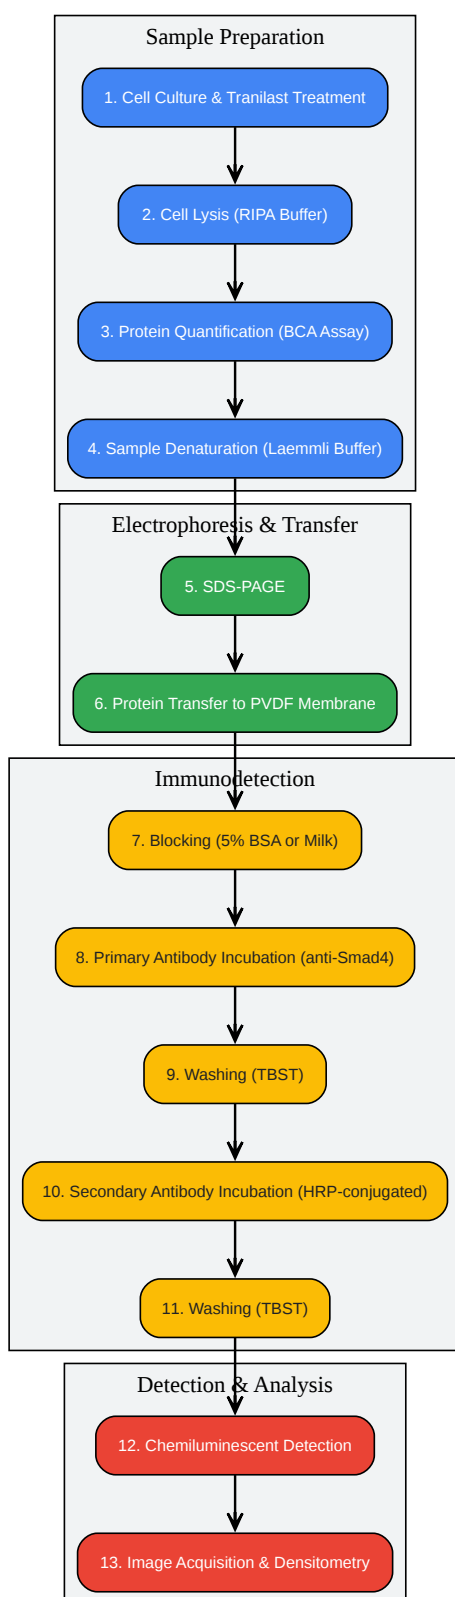 Sample Preparation
1. Cell Culture & Tranilast Treatment
2. Cell Lysis (RIPA Buffer)
3. Protein Quantification (BCA Assay)
4. Sample Denaturation (Laemmli Buffer)
Electrophoresis & Transfer
5. SDS-PAGE
6. Protein Transfer to PVDF Membrane
Immunodetection
7. Blocking (5% BSA or Milk)
8. Primary Antibody Incubation (anti-Smad4)
9. Washing (TBST)
10. Secondary Antibody Incubation (HRP-conjugated)
11. Washing (TBST)
Detection & Analysis
12. Chemiluminescent Detection
13. Image Acquisition & Densitometry